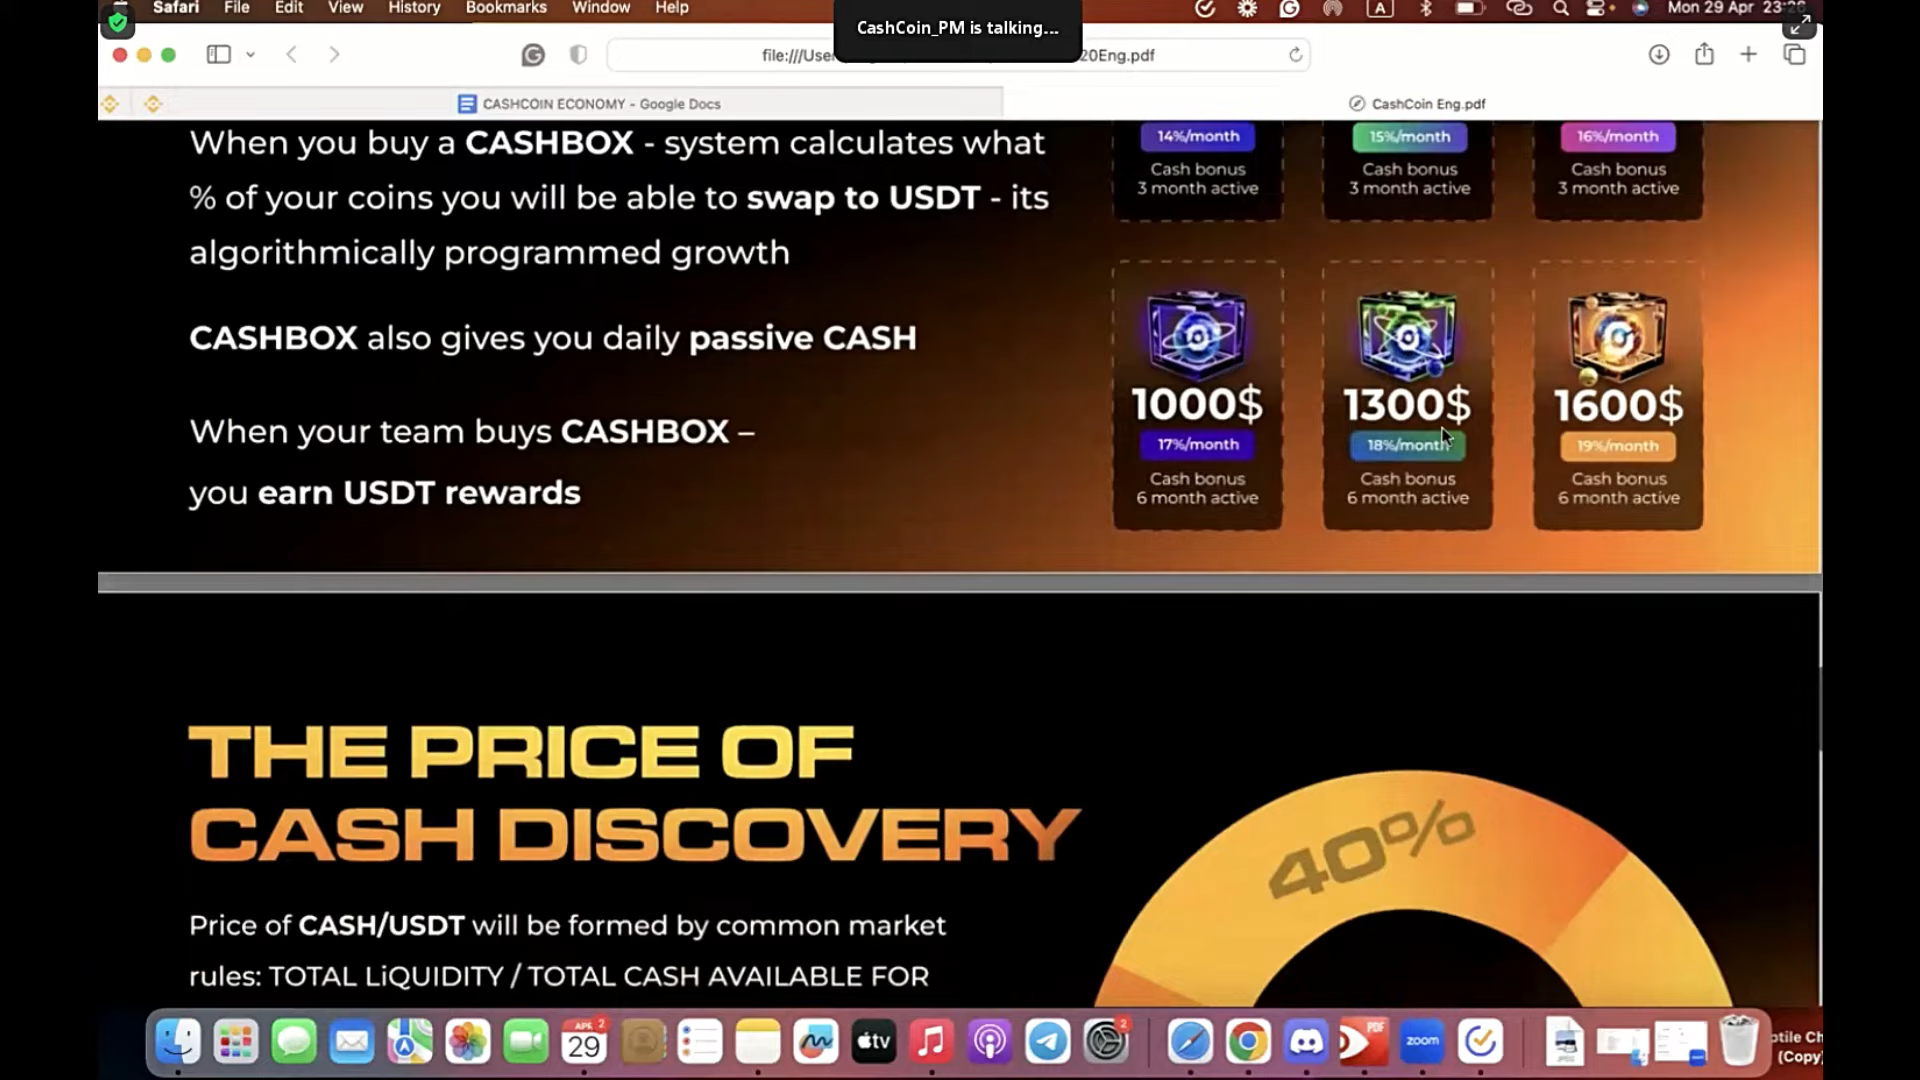 Safari File Edit View History Bookmarks Window Help
CashCoin_PM is talking...
Mon 29 Apr
20Eng.pdf
CASHCOIN ECONOMY - Google Docs
CashCoin Eng.pdf
When you buy a CASHBOX - system calculates what
% of your coins you will be able to swap to USDT - its
algorithmically programmed growth
CASHBOX also gives you daily passive CASH
When your team buys CASHBOX –
you earn USDT rewards
14%/month
Cash bonus
3 month active
15%/month
Cash bonus
3 month active
16%/month
Cash bonus
3 month active
1000$
17%/month
Cash bonus
6 month active
1300$
18%/month
Cash bonus
6 month active
1600$
19%/month
Cash bonus
6 month active
THE PRICE OF
CASH DISCOVERY
Price of CASH/USDT will be formed by common market
rules: TOTAL LiQUIDITY / TOTAL CASH AVAILABLE FOR
40%
APR
29
2
tv
2
PDF
zoom
(Copy)